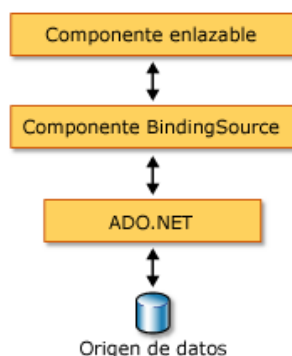 Componente enlazable
Componente BindingSource
ADO.NET
Origen de datos